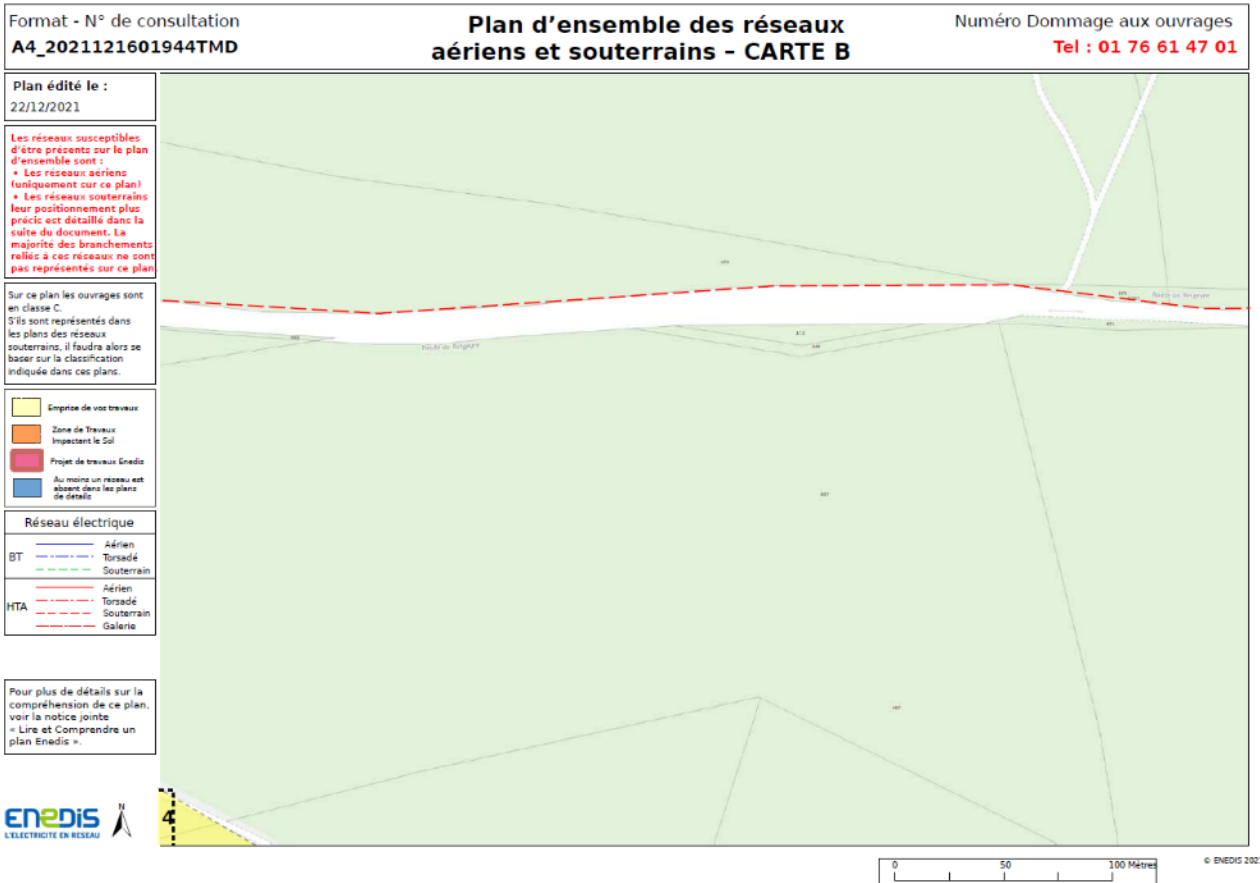 Format - N° de consultation
A4_2021121601944TMD
Plan d'ensemble des réseaux
aériens et souterrains – CARTE B
Numéro Dommage aux ouvrages
Tel : 01 76 61 47 01
Plan édité le :
22/12/2021
Les réseaux susceptibles
d'être présents sur le plan
d'ensemble sont :
• Les réseaux aériens
(uniquement sur ce plan)
• Les réseaux souterrains
leur positionnement plus
précis est détaillé dans la
suite du document. La
majorité des branchements
reliés à ces réseaux ne sont
pas représentés sur ce plan
Sur ce plan les ouvrages sont
en classe C.
S'ils sont représentés dans
les plans des réseaux
souterrains, il faudra alors se
baser sur la classification
indiquée dans ces plans.
Emprise de vos travaux
Zone de Travaux
Impactant le Sol
Projet de travaux Enedis
Au moins un réseau est
absent dans les plans
de détails
Réseau électrique
BT
Aérien
Torsadé
Souterrain
HTA
Aérien
Torsadé
Souterrain
Galerie
Pour plus de détails sur la
compréhension de ce plan,
voir la notice jointe
« Lire et Comprendre un
plan Enedis ».
ENEDIS
L'ELECTRICITE EN RESEAU
N
4
Route de
Route de
0 50 100 Mètres
© ENEDIS 202